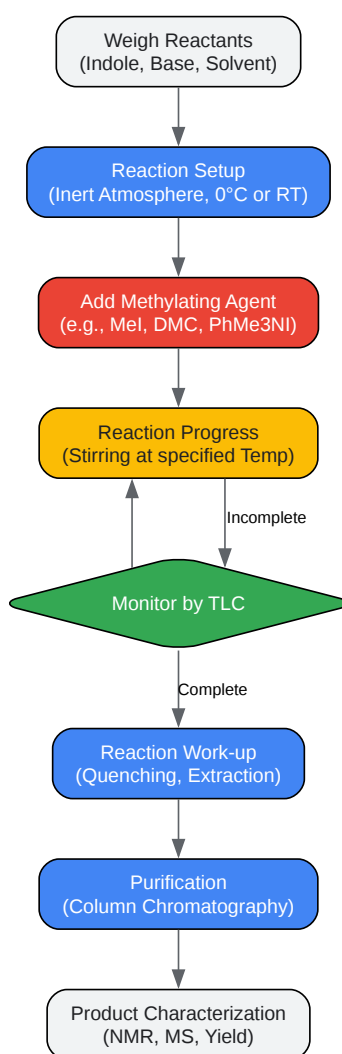 Weigh Reactants
(Indole, Base, Solvent)
Reaction Setup
(Inert Atmosphere, 0°C or RT)
Add Methylating Agent
(e.g., MeI, DMC, PhMe3NI)
Reaction Progress
(Stirring at specified Temp)
Incomplete
Monitor by TLC
Complete
Reaction Work-up
(Quenching, Extraction)
Purification
(Column Chromatography)
Product Characterization
(NMR, MS, Yield)